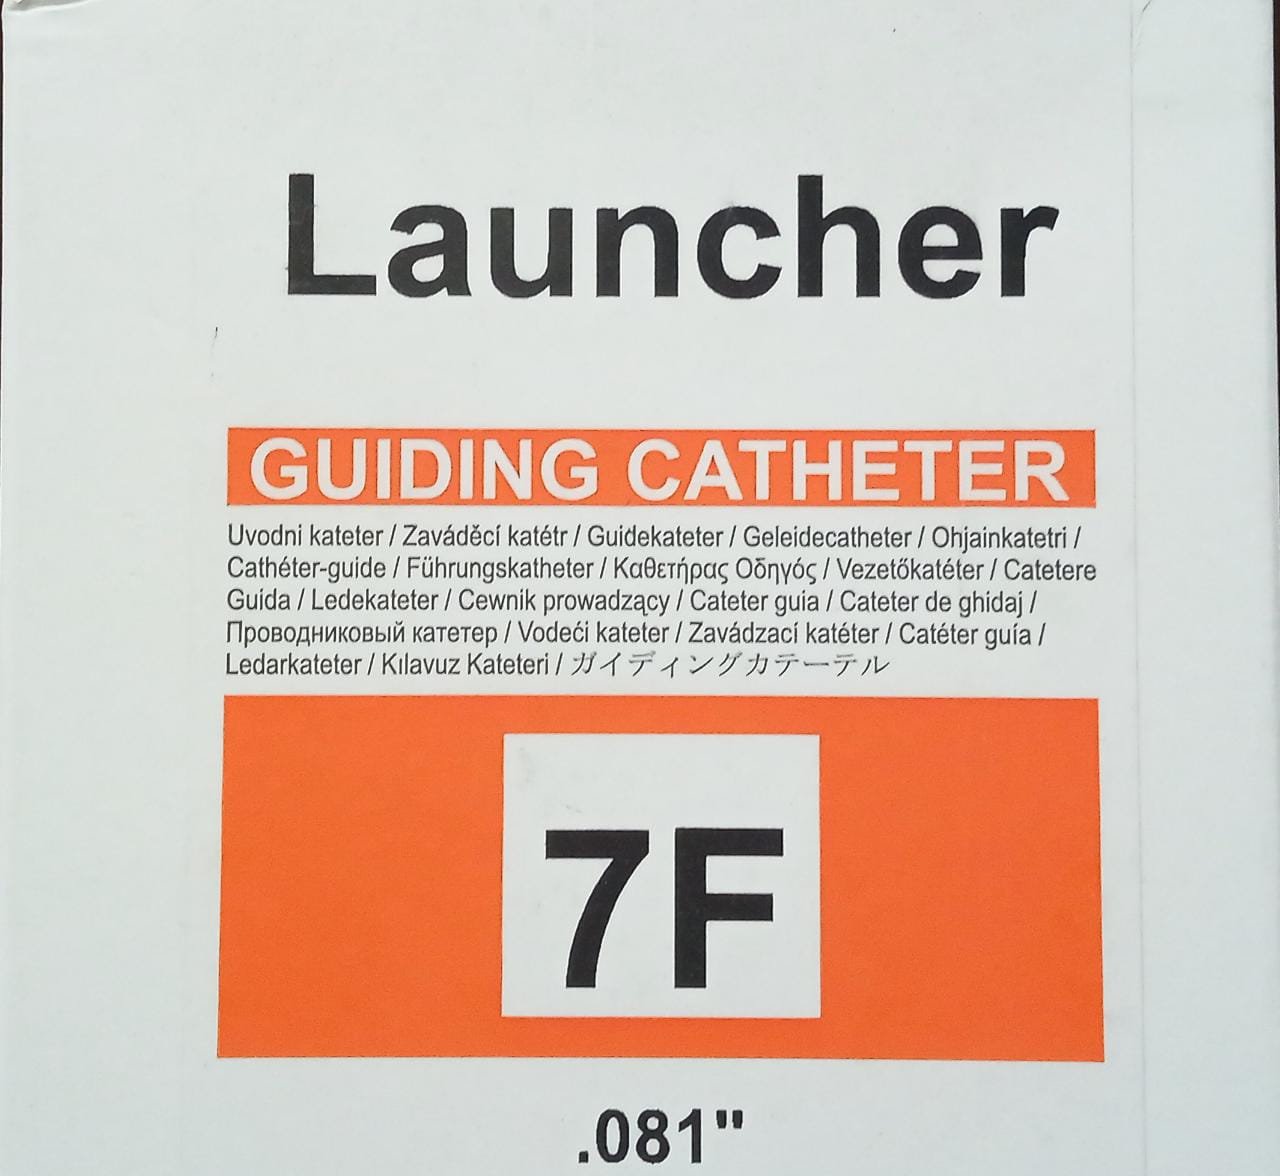 Launcher
GUIDING CATHETER
Uvodni kateter / Zaváděcí katétr / Guidekateter / Geleidecatheter / Ohjainkatetri /
Cathéter-guide / Führungskatheter / Καθετήρας Οδηγός / Vezetőkatéter / Catetere
Guida / Ledekateter / Cewnik prowadzący / Cateter guia / Cateter de ghidaj /
Проводниковый катетер / Vodeći kateter / Zavádzací katéter / Catéter guía /
Ledarkateter / Kılavuz Kateteri / ガイディングカテーテル
7F
.081"